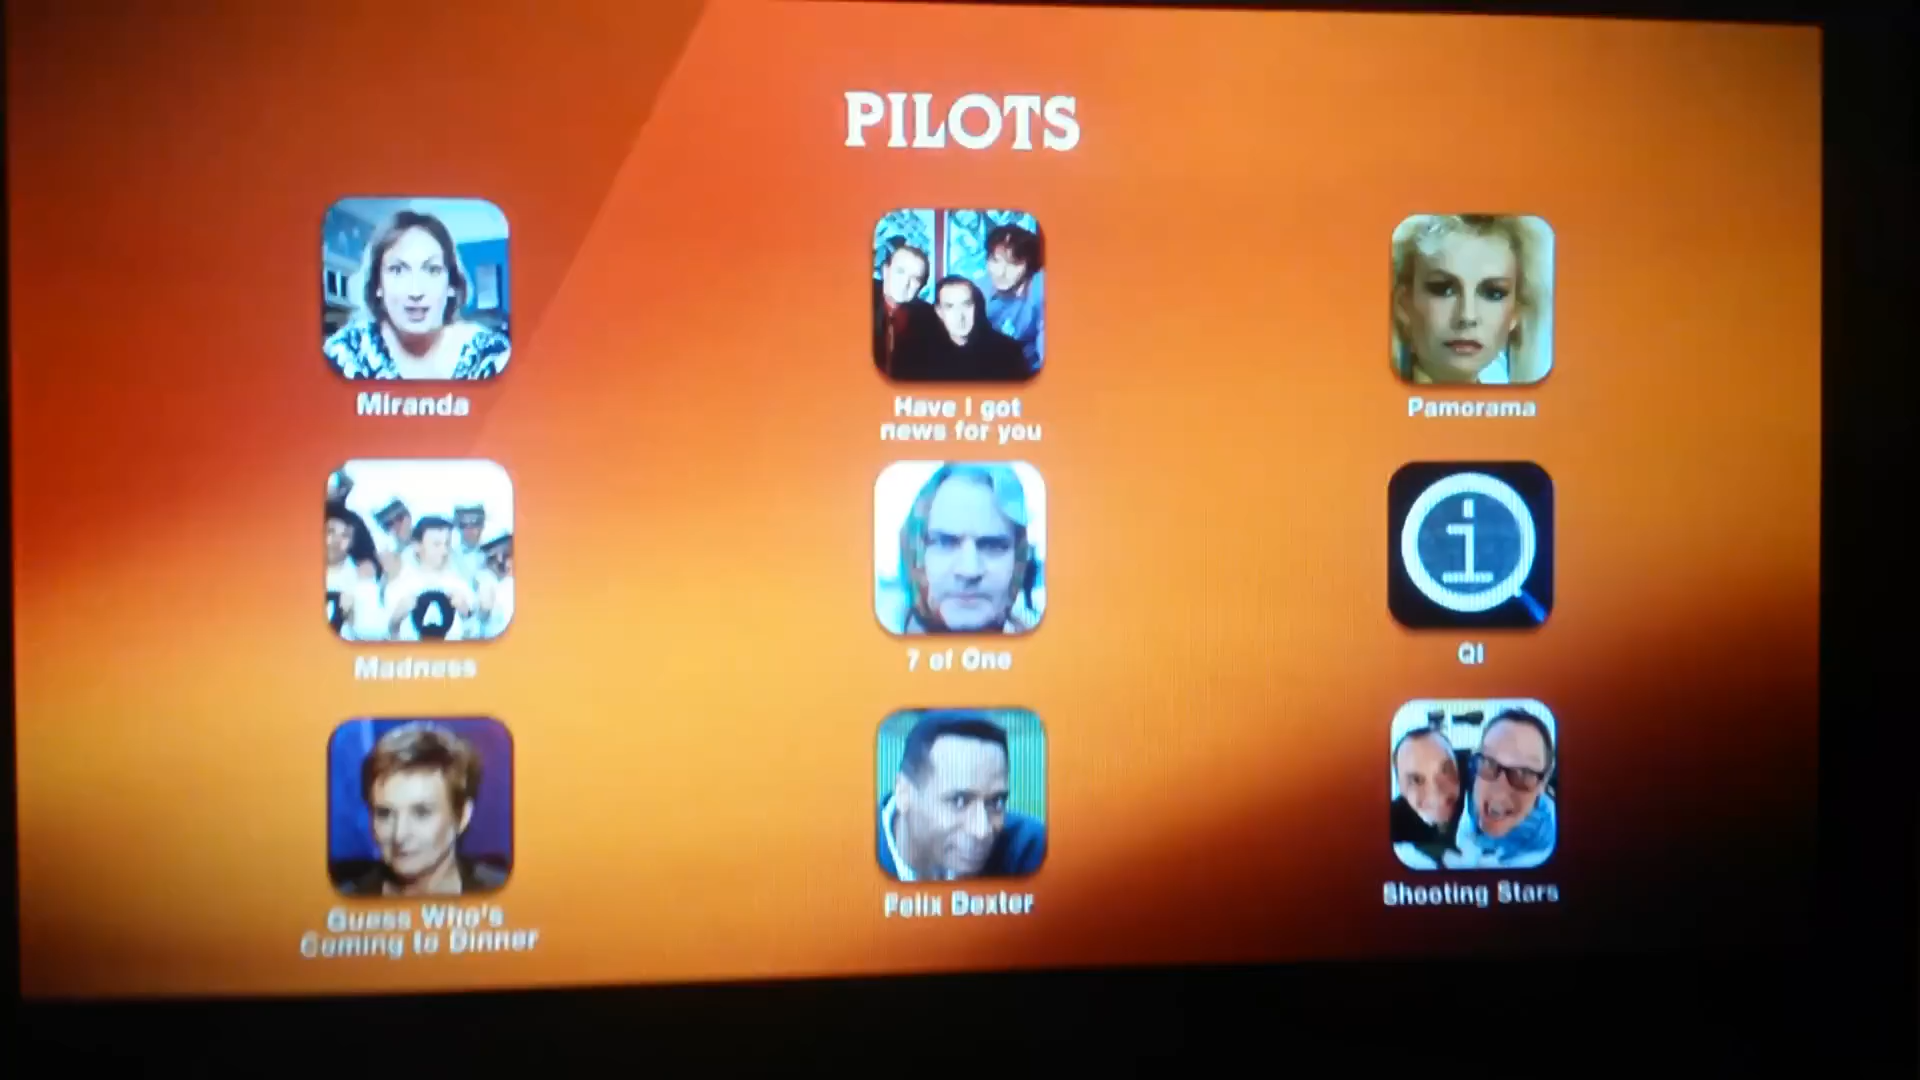 PILOTS
Miranda
Have I got
news for you
Pamorama
A
Madness
7 of One
i
QI
Guess Who's
Coming to Dinner
Felix Dexter
Shooting Stars